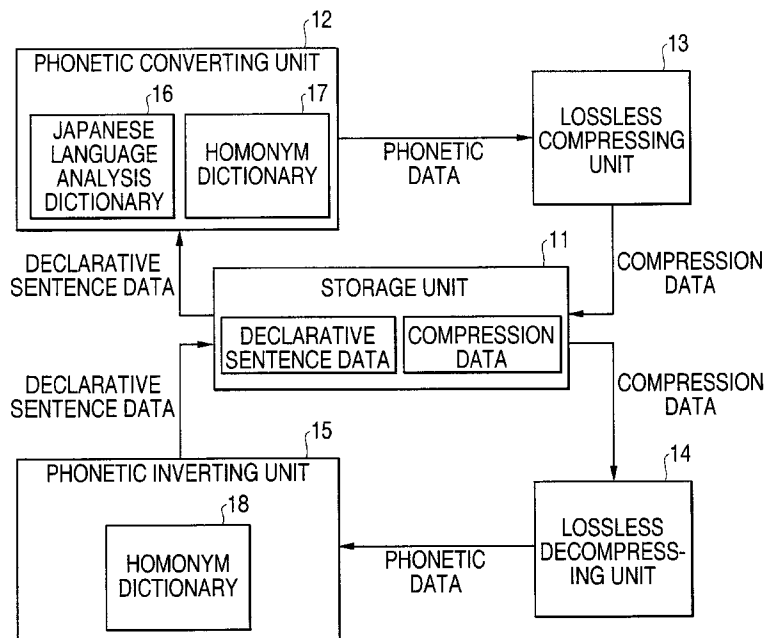 12
PHONETIC CONVERTING UNIT
16
JAPANESE
LANGUAGE
ANALYSIS
DICTIONARY
17
HOMONYM
DICTIONARY
PHONETIC
DATA
13
LOSSLESS
COMPRESSING
UNIT
DECLARATIVE
SENTENCE DATA
11
STORAGE UNIT
DECLARATIVE
SENTENCE DATA
COMPRESSION
DATA
COMPRESSION
DATA
DECLARATIVE
SENTENCE DATA
COMPRESSION
DATA
15
PHONETIC INVERTING UNIT
18
HOMONYM
DICTIONARY
PHONETIC
DATA
14
LOSSLESS
DECOMPRESS-
ING UNIT